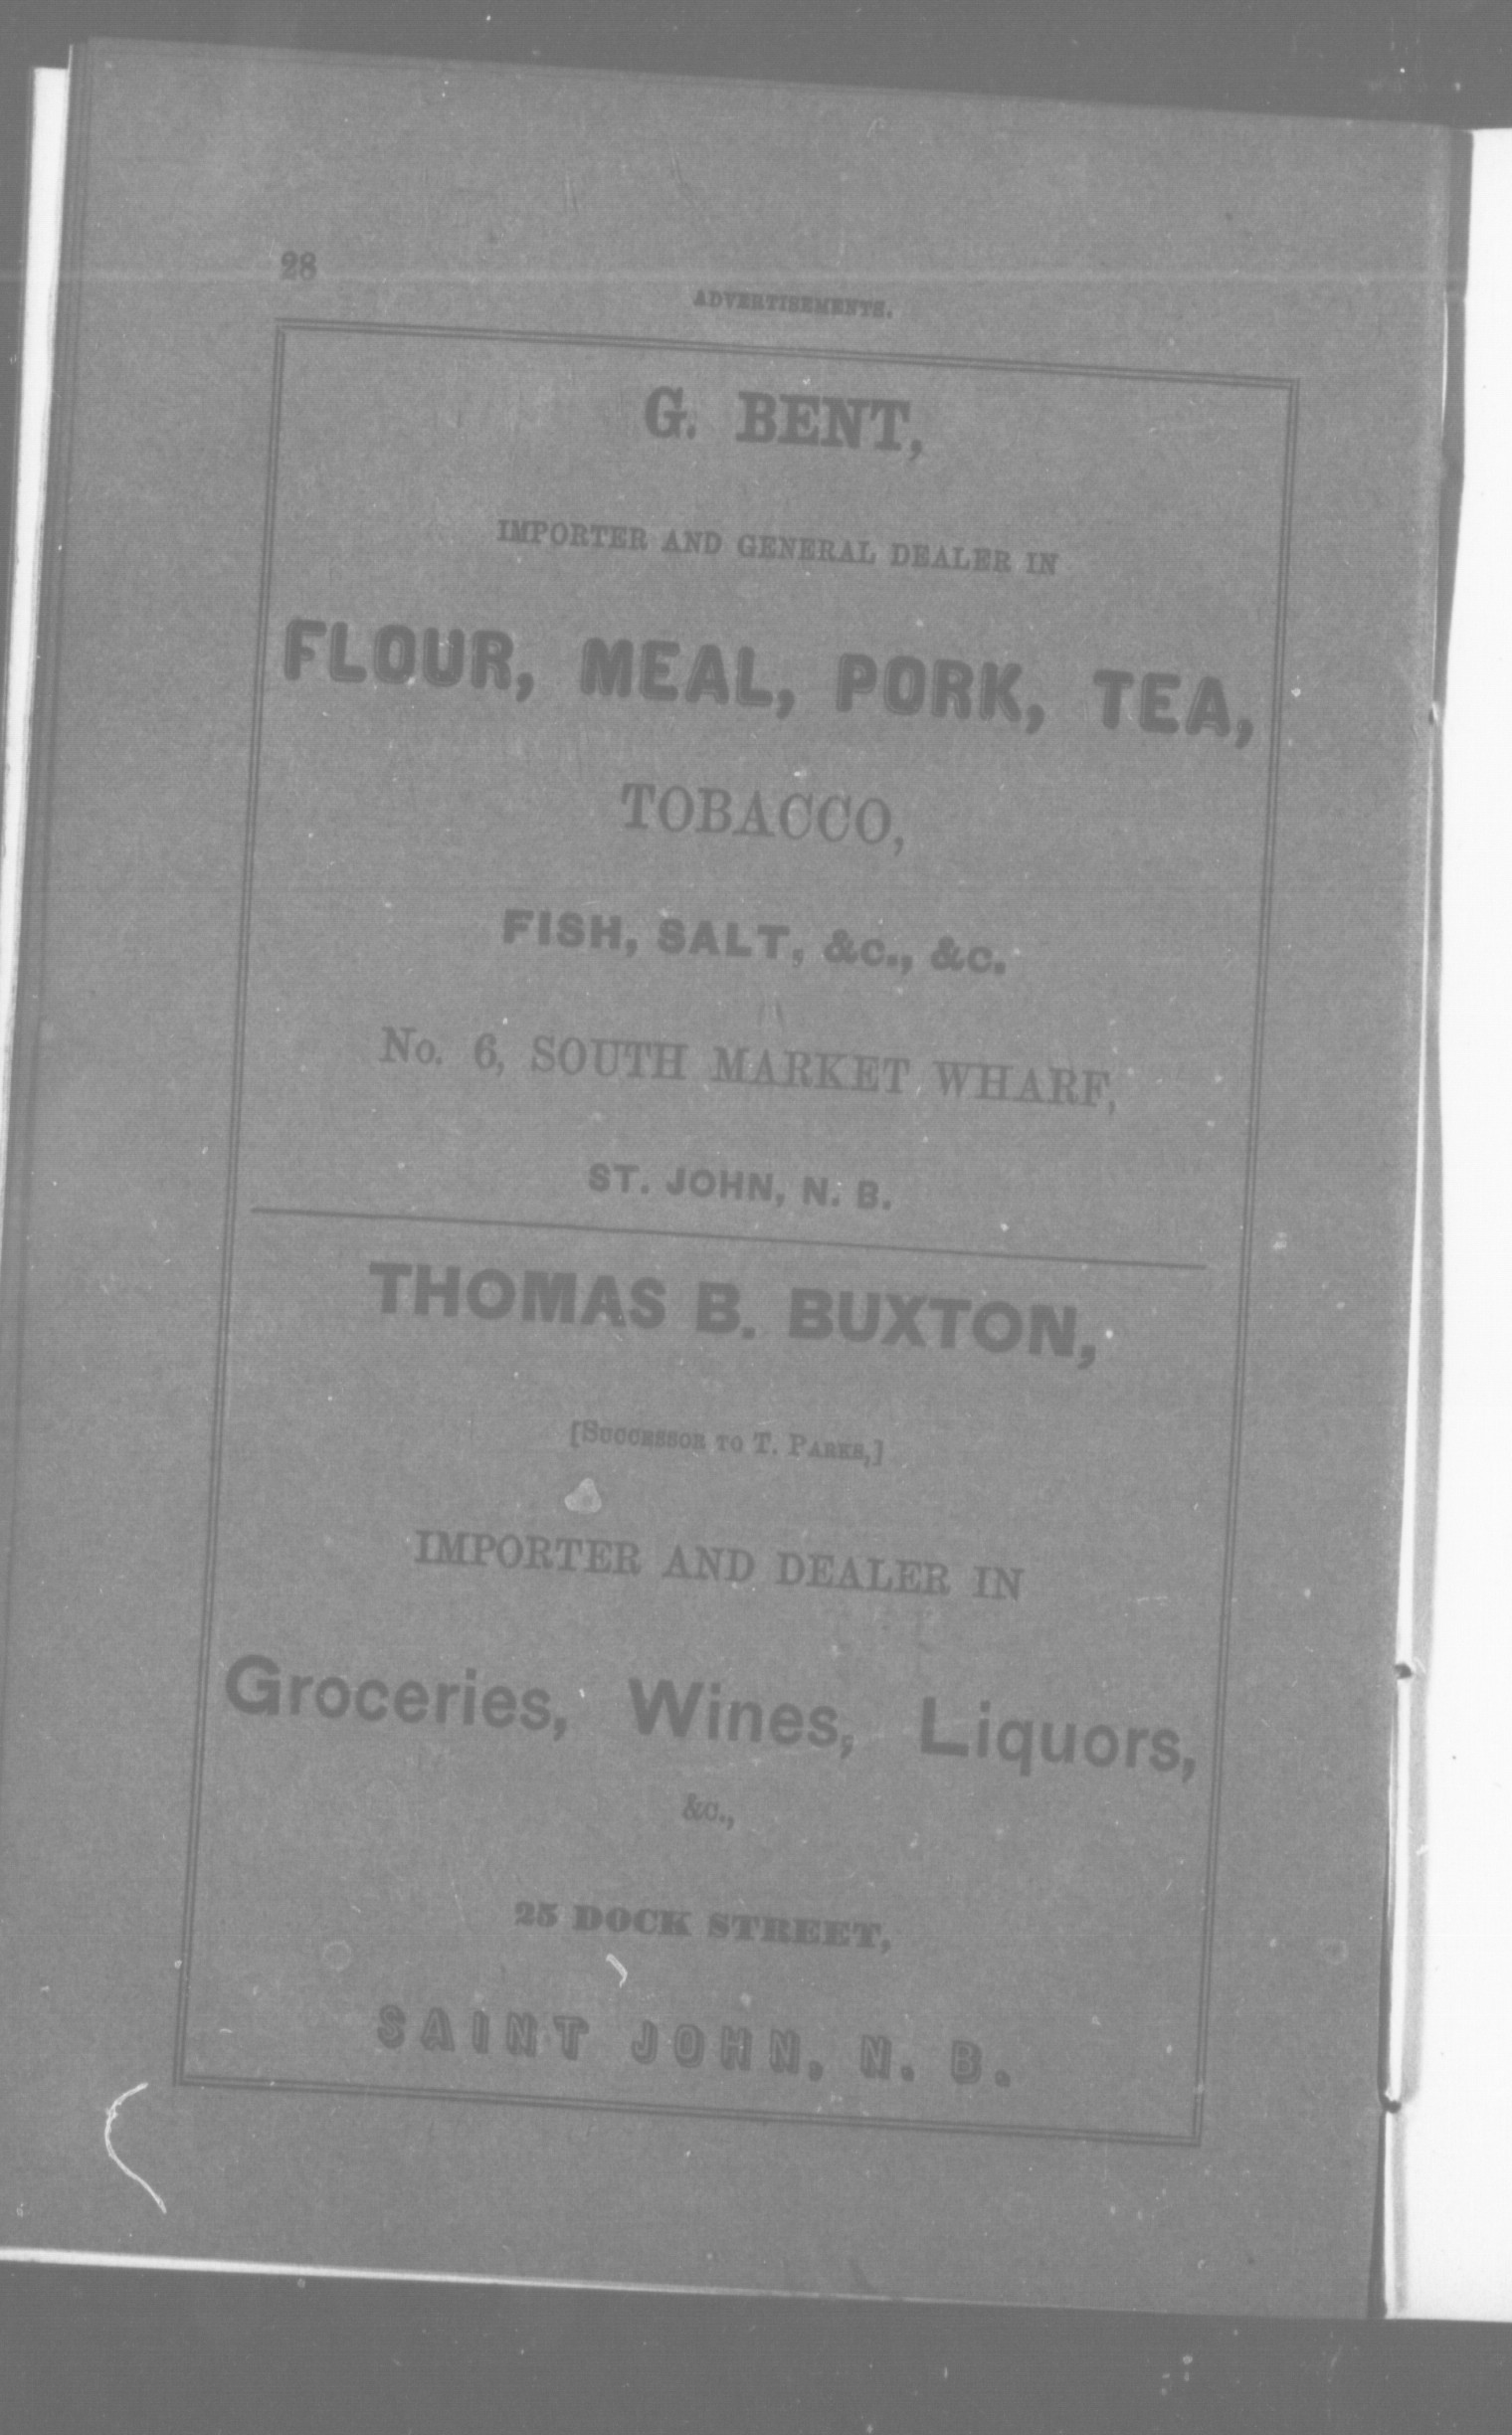 28
ADVERTISEMENTS.
G. BENT,
IMPORTER AND GENERAL DEALER IN
FLOUR, MEAL, PORK, TEA,
TOBACCO,
FISH, SALT, &c., &c.
No. 6, SOUTH MARKET WHARF,
ST. JOHN, N. B.
THOMAS B. BUXTON,
[SUCCESSOR TO T. PARKS,]
IMPORTER AND DEALER IN
Groceries, Wines, Liquors,
&c.,
25 DOCK STREET,
SAINT JOHN, N. B.